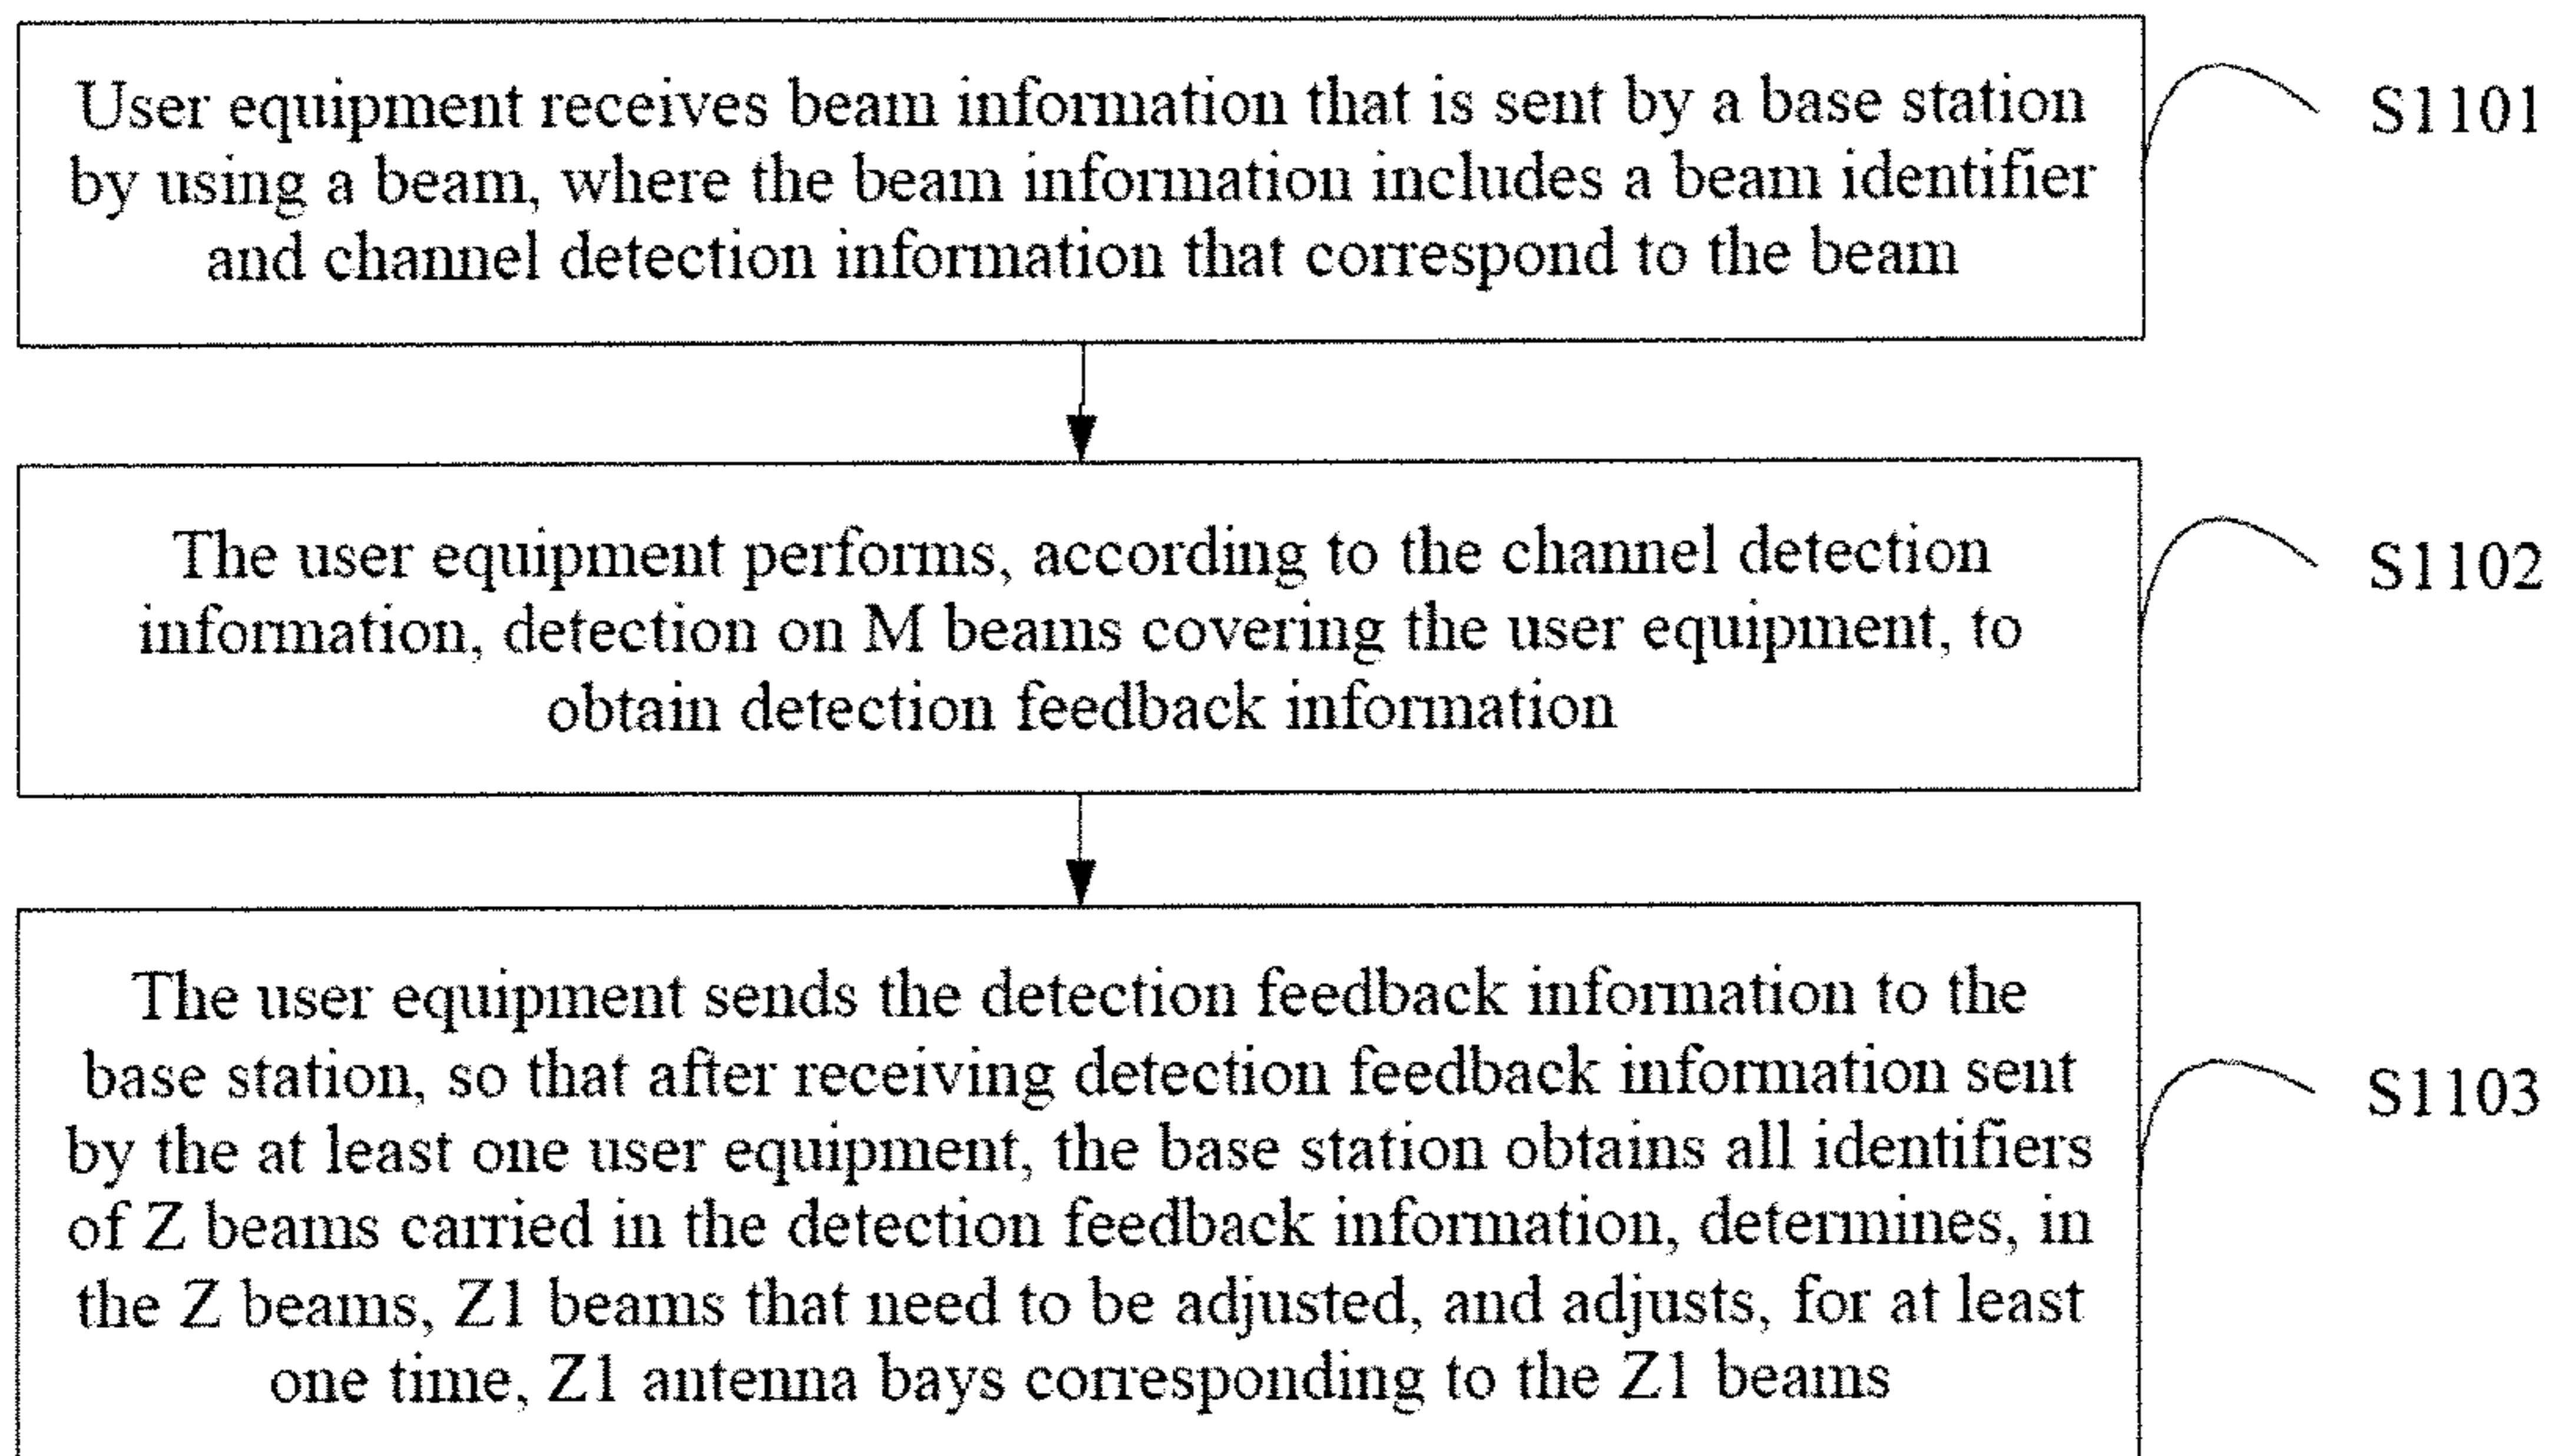 User equipment receives beam information that is sent by a base station
by using a beam, where the beam information includes a beam identifier
and channel detection information that correspond to the beam
S1101
The user equipment performs, according to the channel detection
information, detection on M beams covering the user equipment, to
obtain detection feedback information
S1102
The user equipment sends the detection feedback information to the
base station, so that after receiving detection feedback information sent
by the at least one user equipment, the base station obtains all identifiers
of Z beams carried in the detection feedback information, determines, in
the Z beams, Z1 beams that need to be adjusted, and adjusts, for at least
one time, Z1 antenna bays corresponding to the Z1 beams
S1103